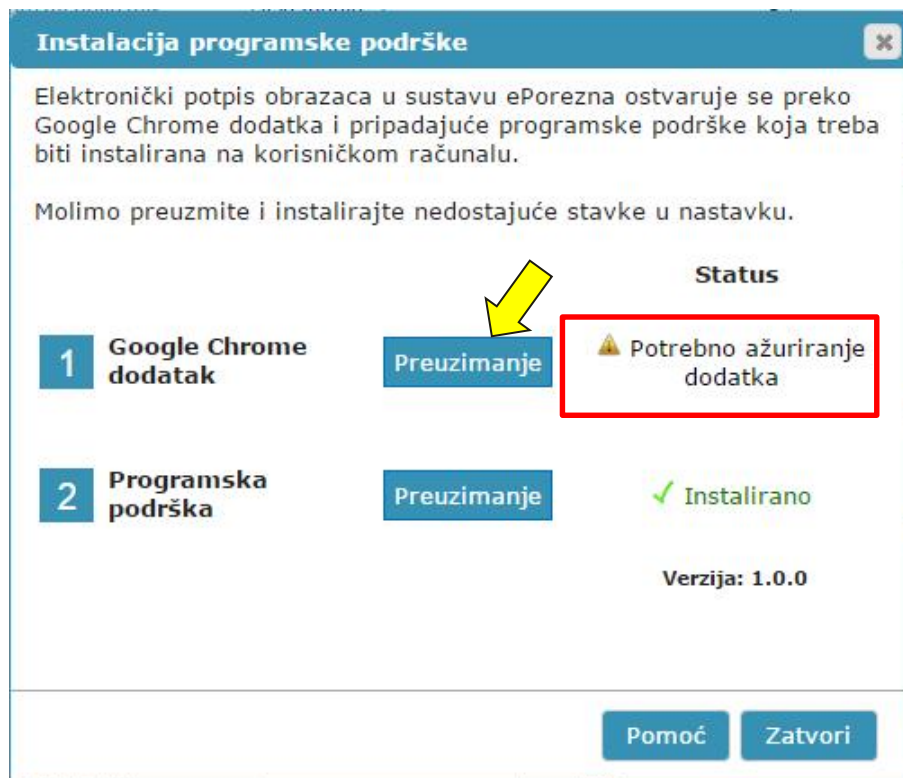 Instalacija programske podrške
Elektronički potpis obrazaca u sustavu ePorezna ostvaruje se preko
Google Chrome dodatka i pripadajuće programske podrške koja treba
biti instalirana na korisničkom računalu.
Molimo preuzmite i instalirajte nedostajuće stavke u nastavku.
Status
1 Google Chrome dodatak Preuzimanje Potrebno ažuriranje dodatka
2 Programska podrška Preuzimanje Instalirano
Verzija: 1.0.0
Pomoć Zatvori